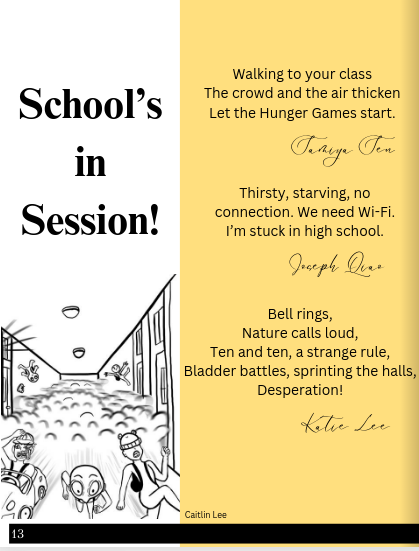 School's
in
Session!
Walking to your class
The crowd and the air thicken
Let the Hunger Games start.
Tamiya Ten
Thirsty, starving, no
connection. We need Wi-Fi.
I'm stuck in high school.
Joseph Qiao
Bell rings,
Nature calls loud,
Ten and ten, a strange rule,
Bladder battles, sprinting the halls,
Desperation!
Katie Lee
Caitlin Lee
13